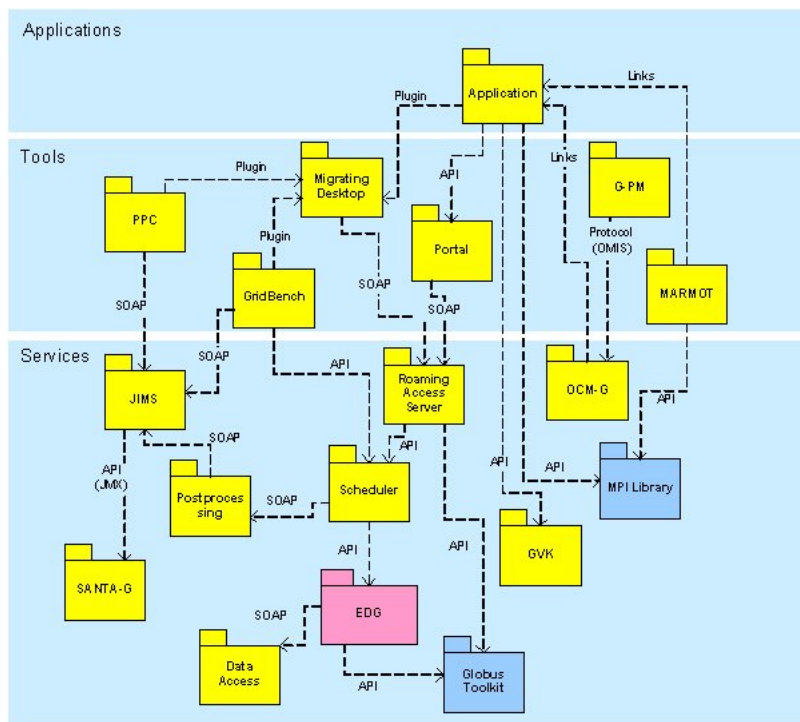 Applications
Application
Links
Plugin
Tools
Plugin
Migrating
Desktop
API
Links
G-PM
PPC
Portal
Protocol
(OMIS)
Plugin
GridBench
MARMOT
SOAP
SOAP
SOAP
Services
SOAP
API
Roaming
Access
Server
JIMS
OCM-G
API
API
SOAP
API
API
(JMX)
API
Postproces
sing
SOAP
Scheduler
MPI Library
API
API
GVK
SANTA-G
EDG
SOAP
Data
Access
API
Globus
Toolkit